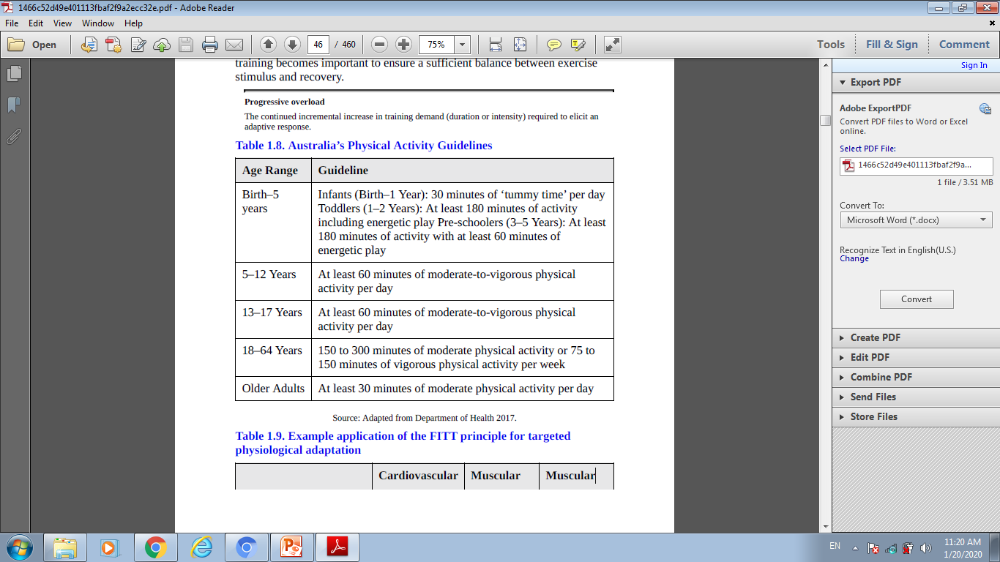 1466c52d49e401113fbaf2f9a2ecc32e.pdf - Adobe Reader
File Edit View Window Help
Open 46 / 460 75% Tools Fill & Sign Comment
Sign In
training becomes important to ensure a sufficient balance between exercise
stimulus and recovery.
Progressive overload
The continued incremental increase in training demand (duration or intensity) required to elicit an
adaptive response.
Table 1.8. Australia’s Physical Activity Guidelines
Age Range Guideline
Birth–5
years
Infants (Birth–1 Year): 30 minutes of ‘tummy time’ per day
Toddlers (1–2 Years): At least 180 minutes of activity
including energetic play Pre-schoolers (3–5 Years): At least
180 minutes of activity with at least 60 minutes of
energetic play
5–12 Years
At least 60 minutes of moderate-to-vigorous physical
activity per day
13–17 Years
At least 60 minutes of moderate-to-vigorous physical
activity per day
18–64 Years
150 to 300 minutes of moderate physical activity or 75 to
150 minutes of vigorous physical activity per week
Older Adults At least 30 minutes of moderate physical activity per day
Source: Adapted from Department of Health 2017.
Table 1.9. Example application of the FITT principle for targeted
physiological adaptation
Cardiovascular Muscular Muscular
Export PDF
Adobe ExportPDF
Convert PDF files to Word or Excel
online.
Select PDF File:
1466c52d49e401113fbaf2f9a...
1 file / 3.51 MB
Convert To:
Microsoft Word (*.docx)
Recognize Text in English(U.S.)
Change
Convert
Create PDF
Edit PDF
Combine PDF
Send Files
Store Files
EN
11:20 AM
1/20/2020